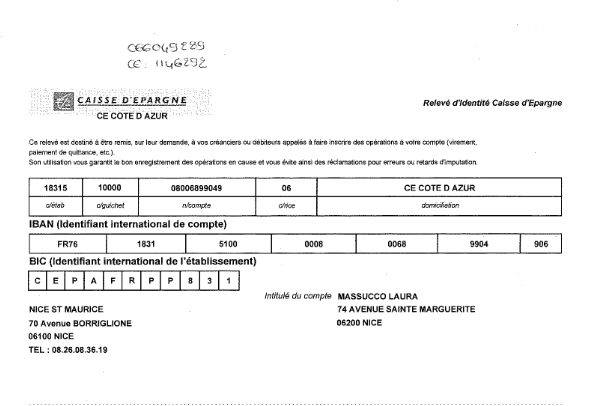 CE6049289
CE: 1146292
CAISSE D'EPARGNE
CE COTE D AZUR
Relevé d'Identité Caisse d'Epargne
Ce relevé est destiné à être remis, sur leur demande, à vos créanciers ou débiteurs appelés à faire inscrire des opérations à votre compte (virement,
paiement de quittance, etc.).
Son utilisation vous garantit le bon enregistrement des opérations en cause et vous évite ainsi des réclamations pour erreurs ou retards d'imputation.
18315 10000 08006899049 06 CE COTE D AZUR
c/étab c/guichet n/compte c/rice domiciliation
IBAN (Identifiant international de compte)
FR76 1831 5100 0008 0068 9904 906
BIC (Identifiant international de l'établissement)
C E P A F R P P 8 3 1
Intitulé du compte MASSUCCO LAURA
NICE ST MAURICE 74 AVENUE SAINTE MARGUERITE
70 Avenue BORRIGLIONE 06200 NICE
06100 NICE
TEL : 08.26.08.36.19